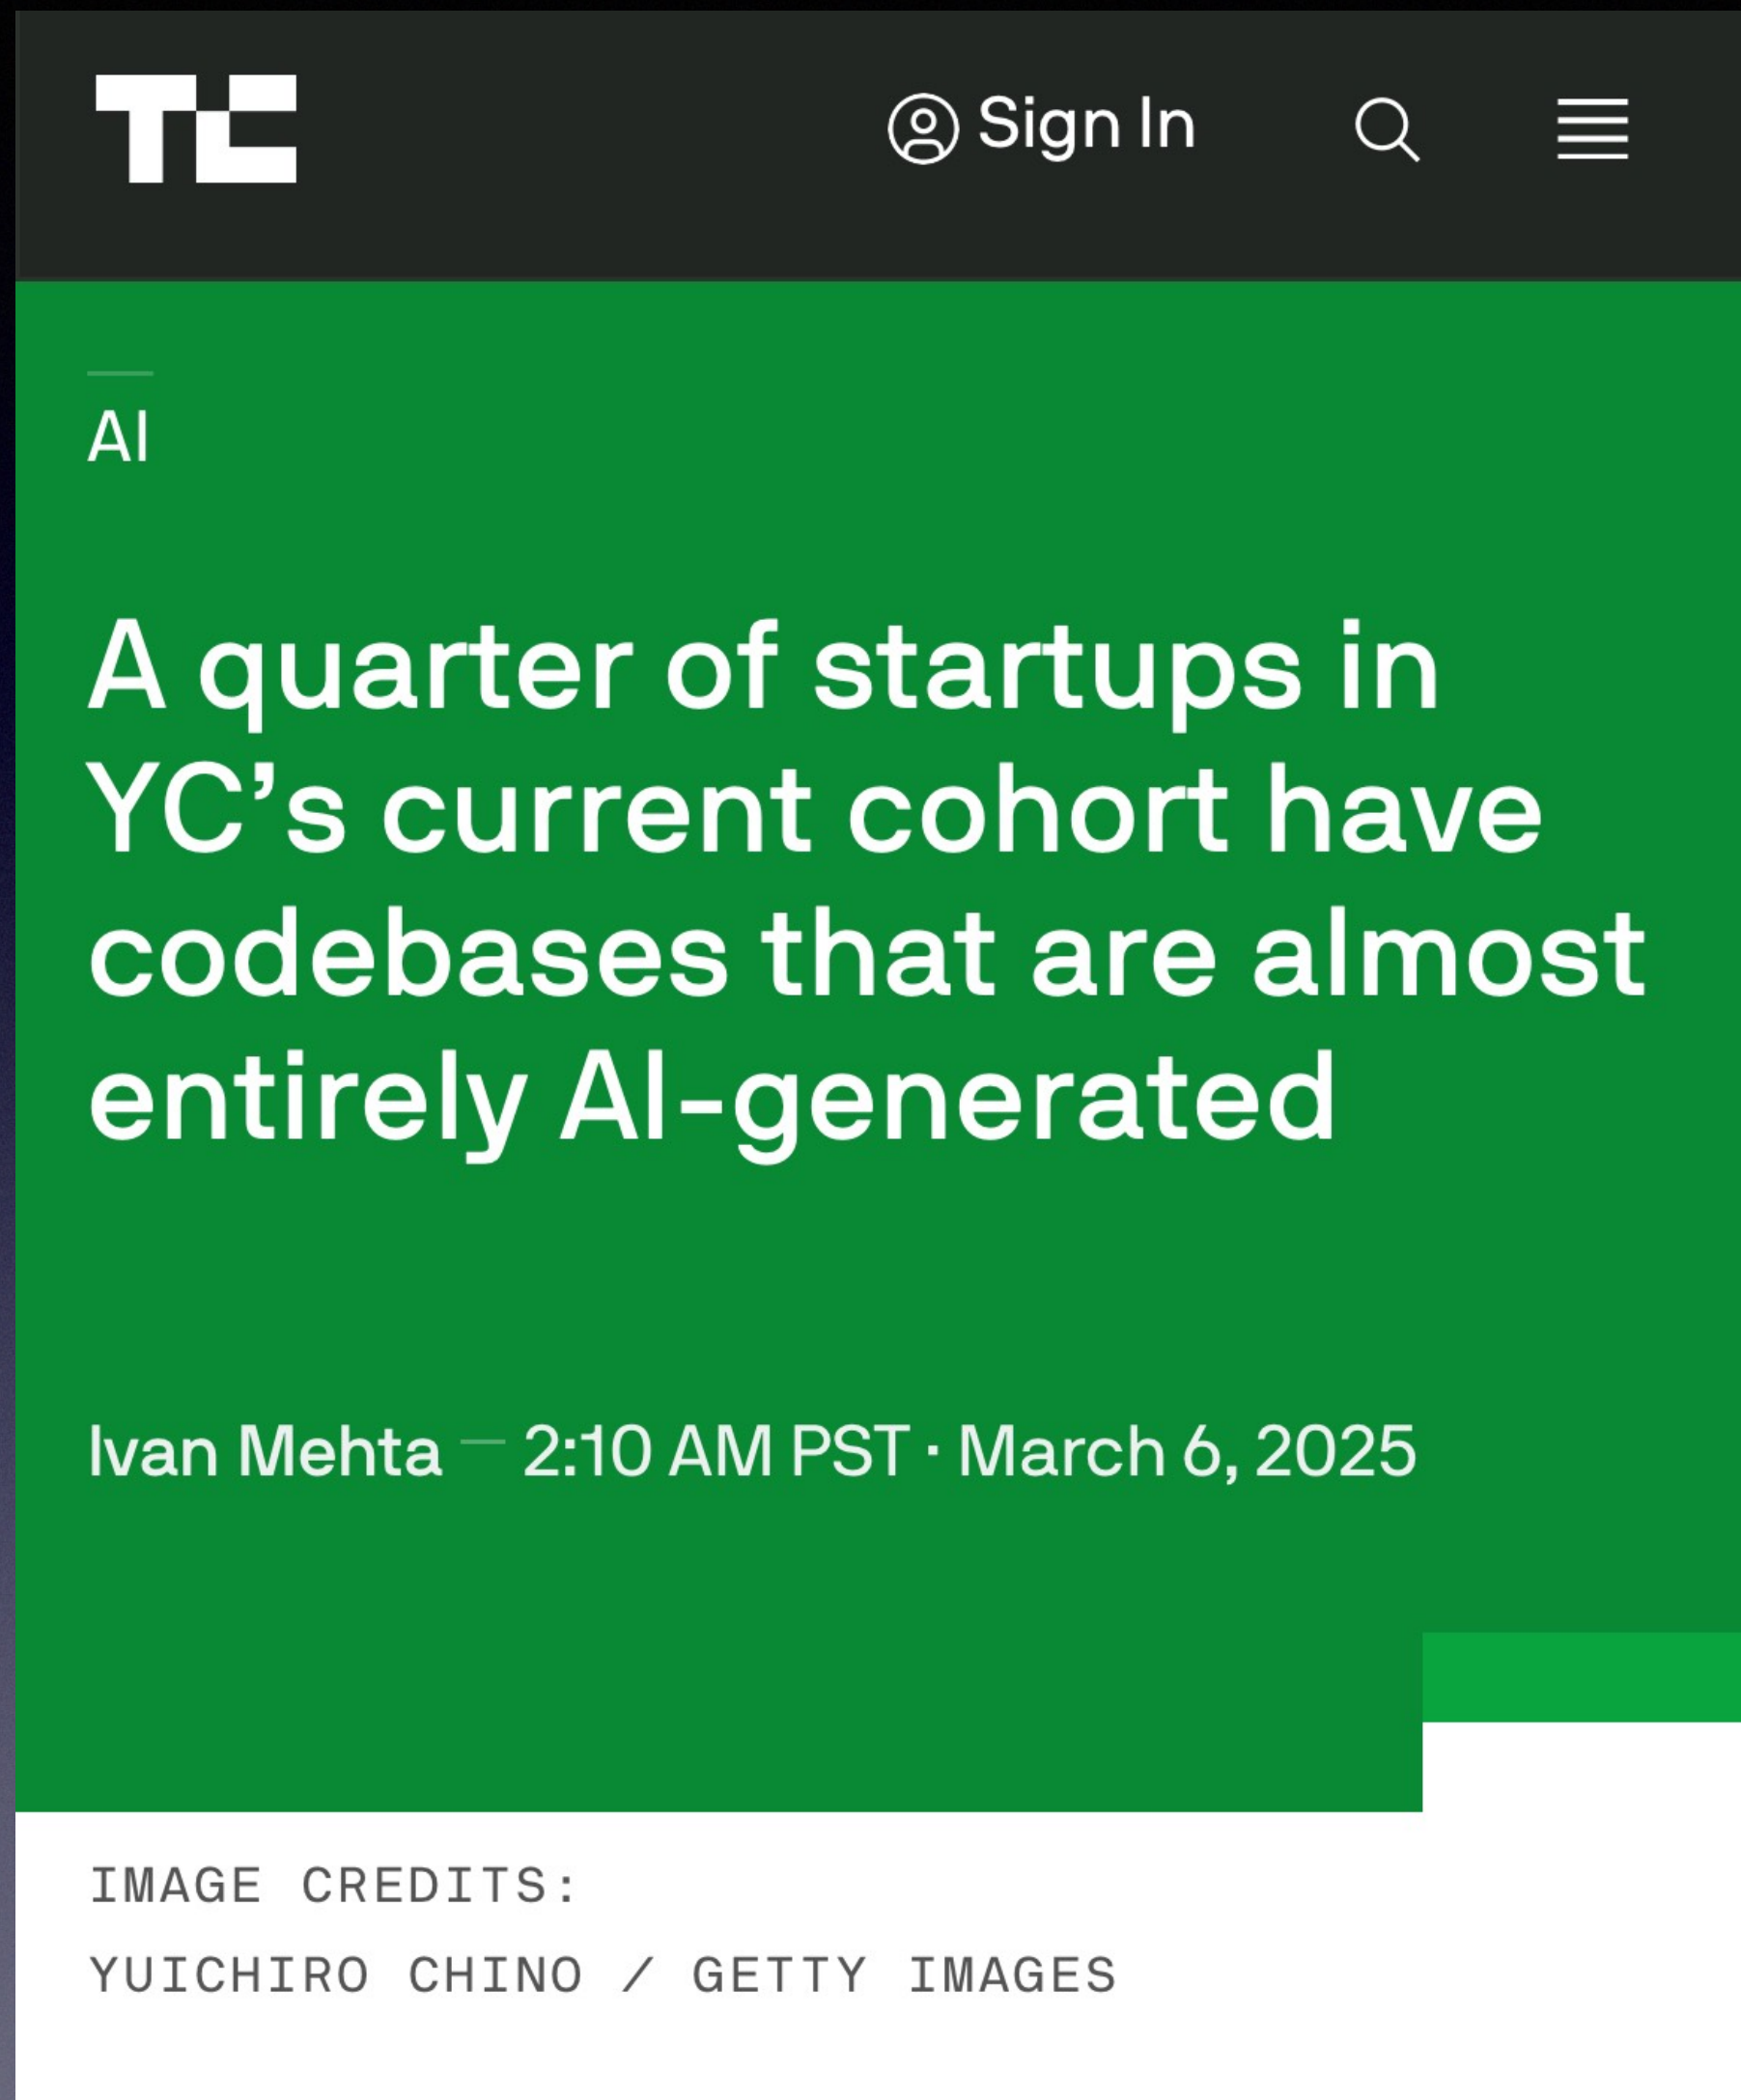 TC
Sign In
AI
A quarter of startups in
YC’s current cohort have
codebases that are almost
entirely AI-generated
Ivan Mehta — 2:10 AM PST · March 6, 2025
IMAGE CREDITS:
YUICHIRO CHINO / GETTY IMAGES